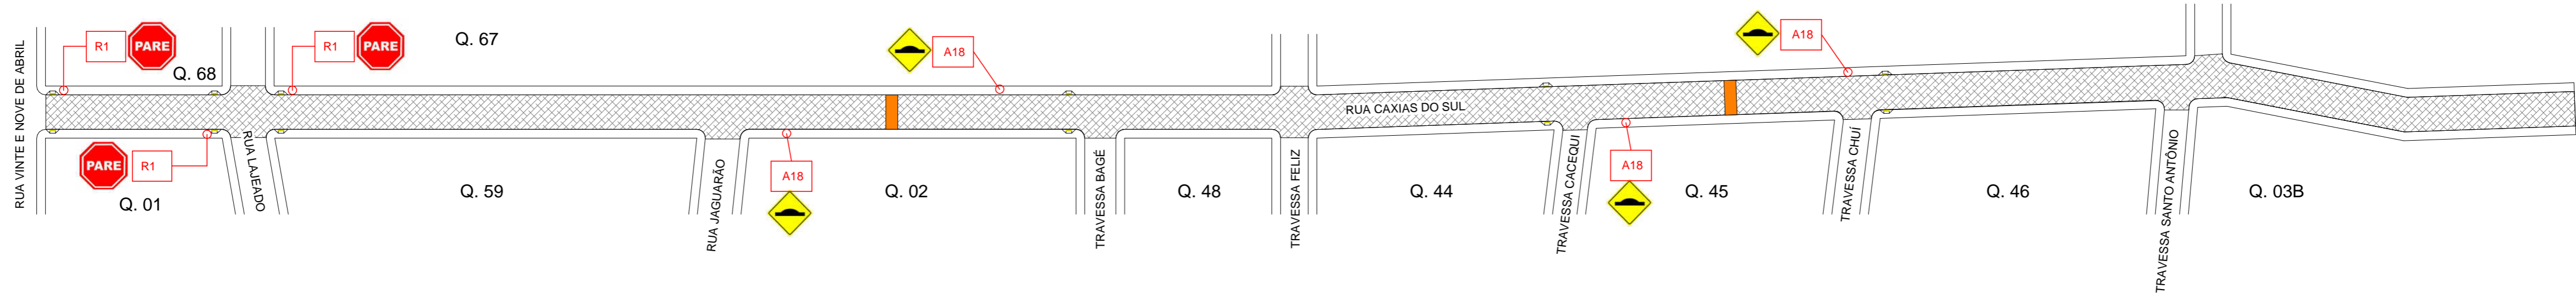 RUA VINTE E NOVE DE ABRIL
R1
PARE
Q. 68
R1
PARE
Q. 67
A18
A18
RUA CAXIAS DO SUL
PARE
R1
Q. 01
RUA LAJEADO
Q. 59
RUA JAGUARÃO
A18
Q. 02
TRAVESSA BAGÉ
Q. 48
TRAVESSA FELIZ
Q. 44
TRAVESSA CACEQUI
A18
Q. 45
TRAVESSA CHUÍ
Q. 46
TRAVESSA SANTO ANTÔNIO
Q. 03B